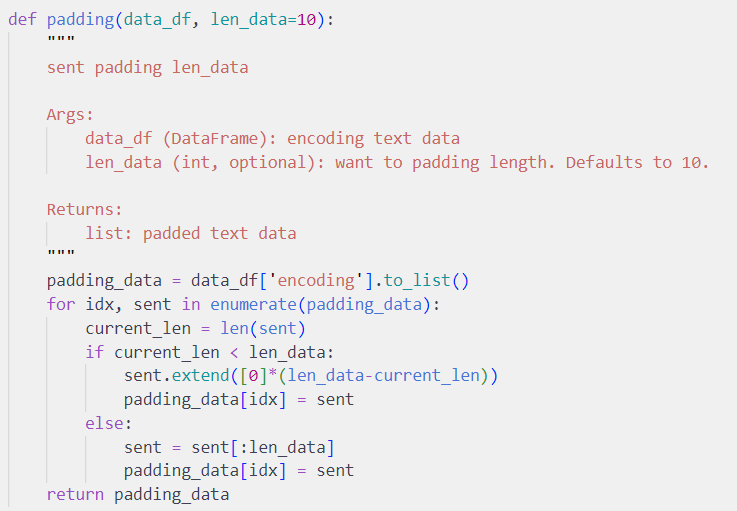 def padding(data_df, len_data=10):
    """
    sent padding len_data

    Args:
        data_df (DataFrame): encoding text data
        len_data (int, optional): want to padding length. Defaults to 10.

    Returns:
        list: padded text data
    """
    padding_data = data_df['encoding'].to_list()
    for idx, sent in enumerate(padding_data):
        current_len = len(sent)
        if current_len < len_data:
            sent.extend([0]*(len_data-current_len))
            padding_data[idx] = sent
        else:
            sent = sent[:len_data]
            padding_data[idx] = sent
    return padding_data